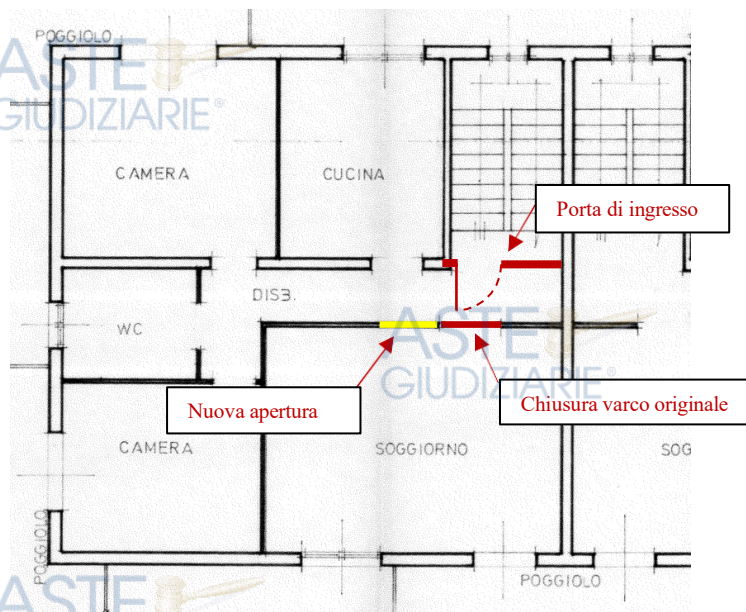 POGGIOLO
ASTE
GIUDIZIARIE®
CAMERA
CUCINA
Porta di ingresso
DISB.
WC
ASTE
GIUDIZIARIE®
Nuova apertura
Chiusura varco originale
CAMERA
SOGGIORNO
SOG
POGGIOLO
POGGIOLO
ASTE